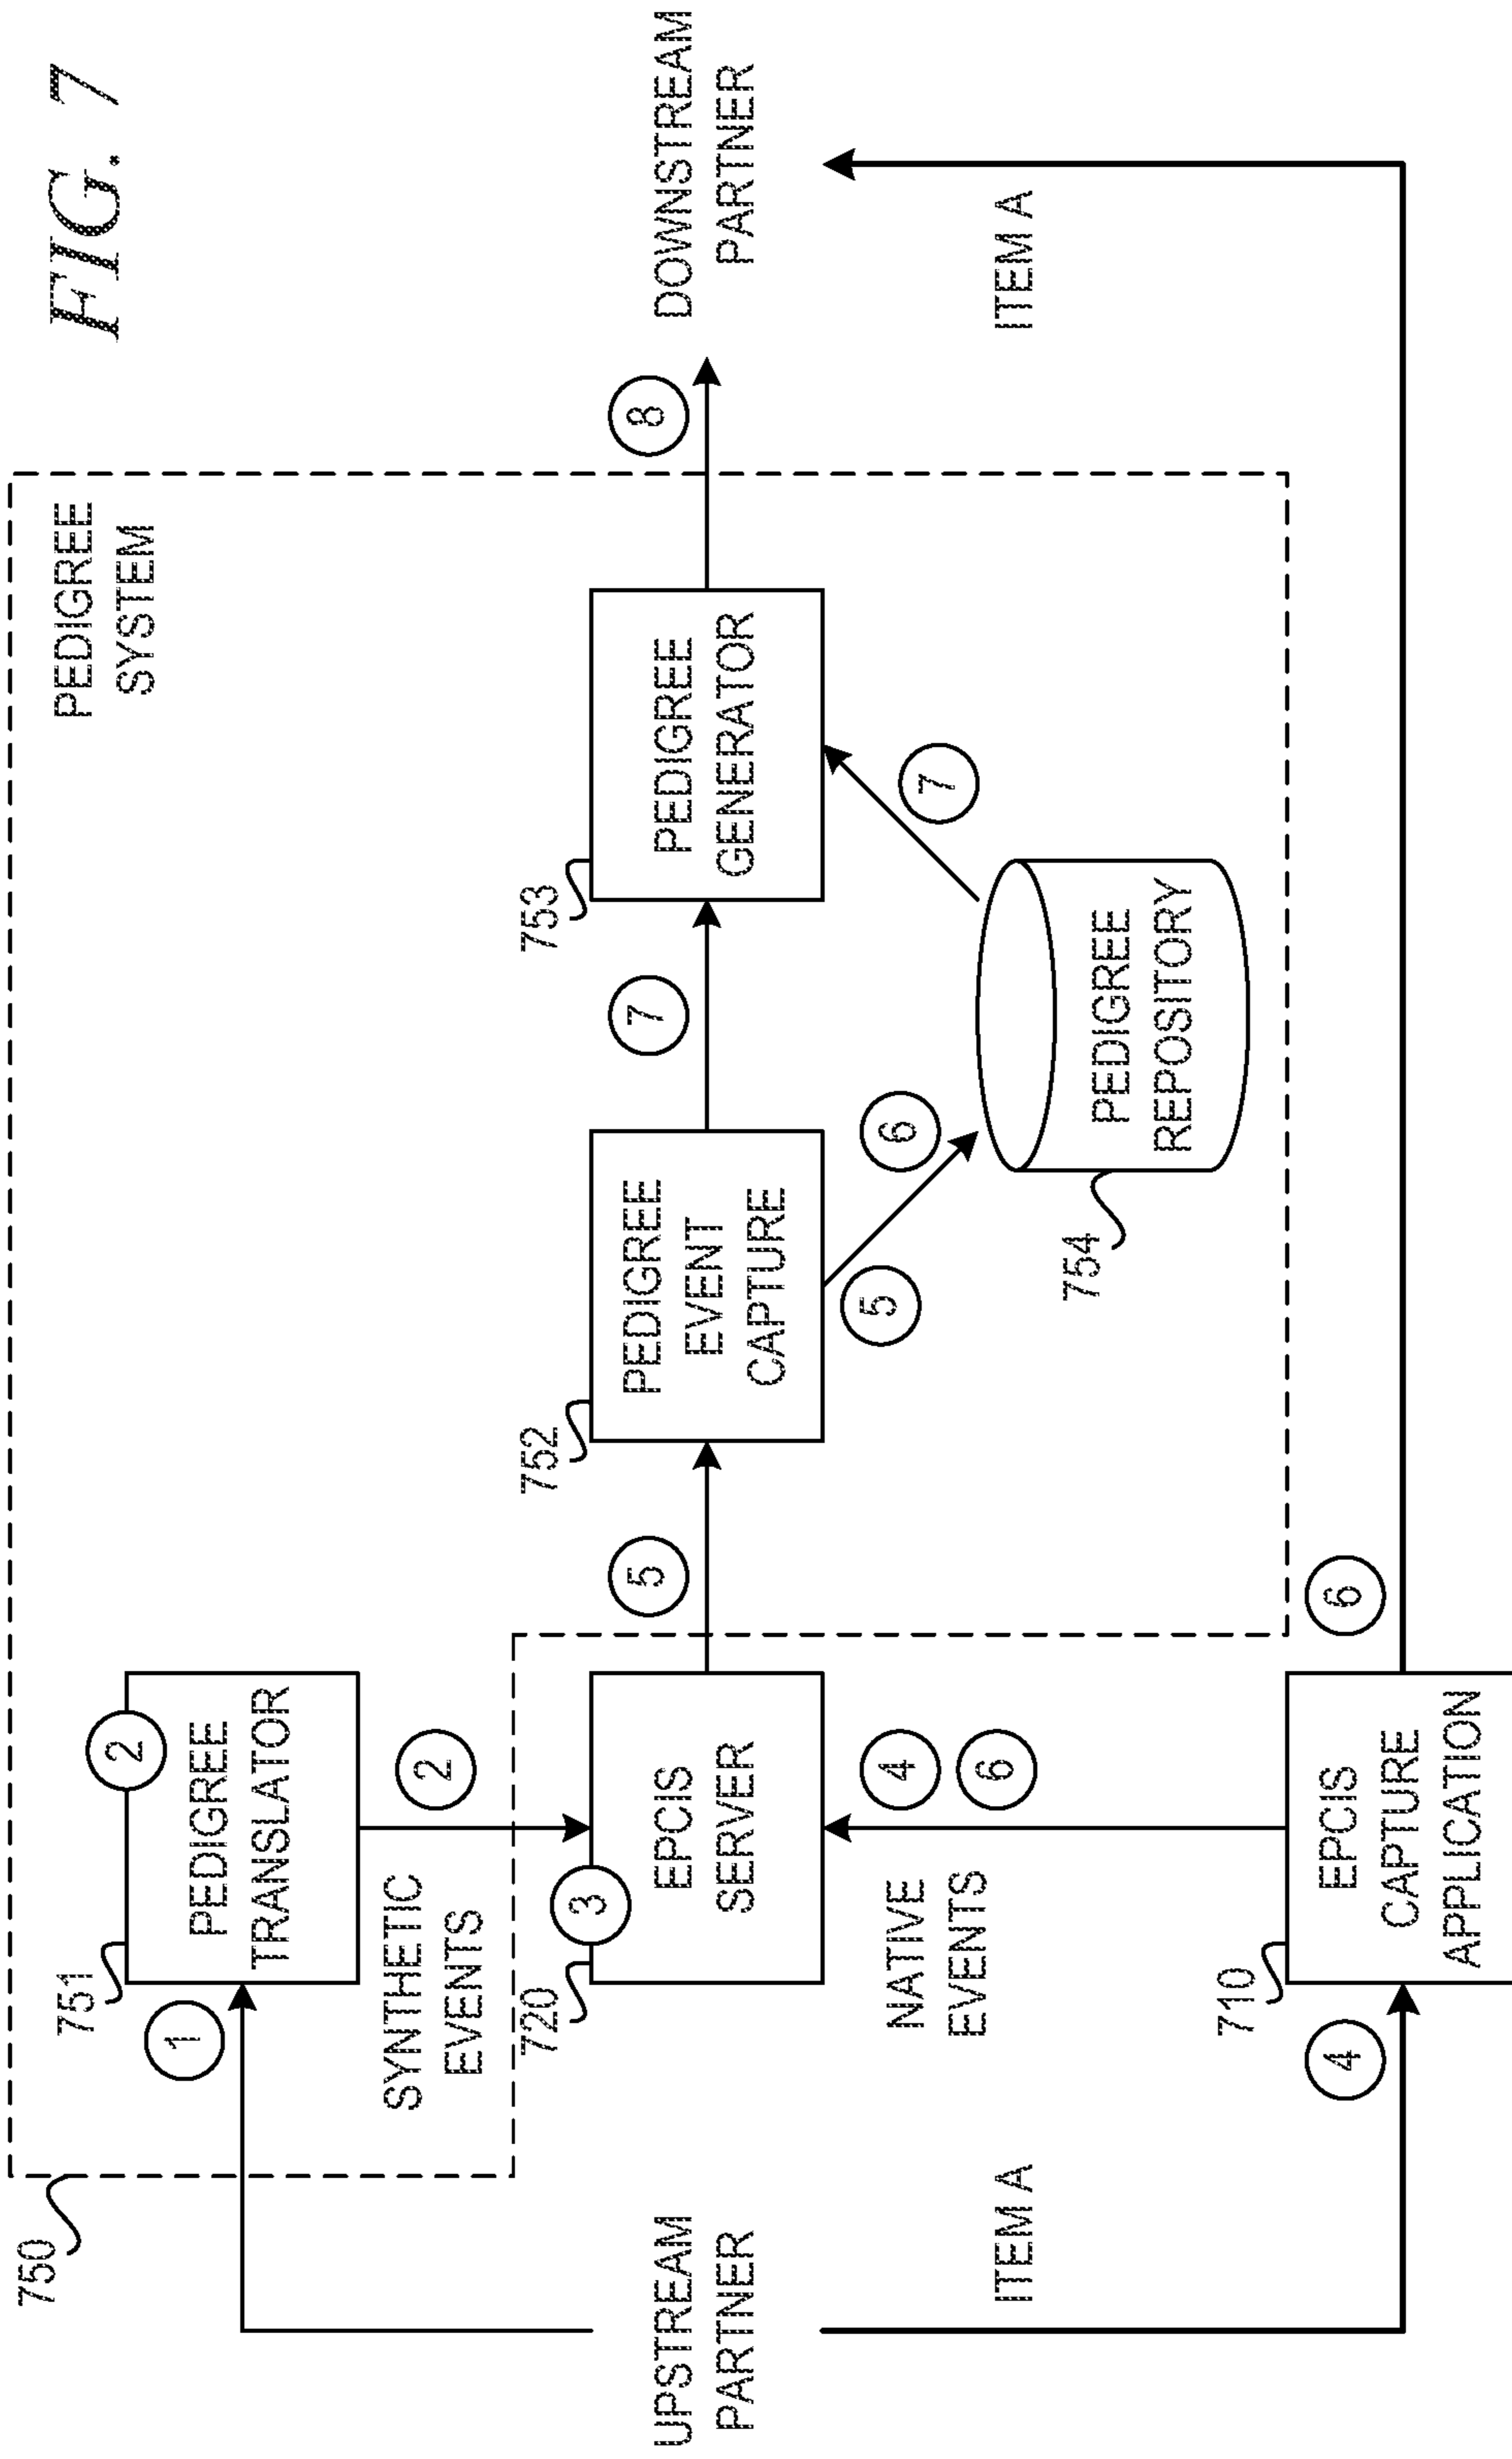 FIG. 7
750
PEDIGREE
SYSTEM
751
1
2
PEDIGREE
TRANSLATOR
SYNTHETIC
EVENTS
2
UPSTREAM
PARTNER
720
3
EPCIS
SERVER
5
752
PEDIGREE
EVENT
CAPTURE
7
753
PEDIGREE
GENERATOR
8
DOWNSTREAM
PARTNER
NATIVE
EVENTS
4
6
5
6
7
754
PEDIGREE
REPOSITORY
ITEM A
ITEM A
710
4
EPCIS
CAPTURE
APPLICATION
6